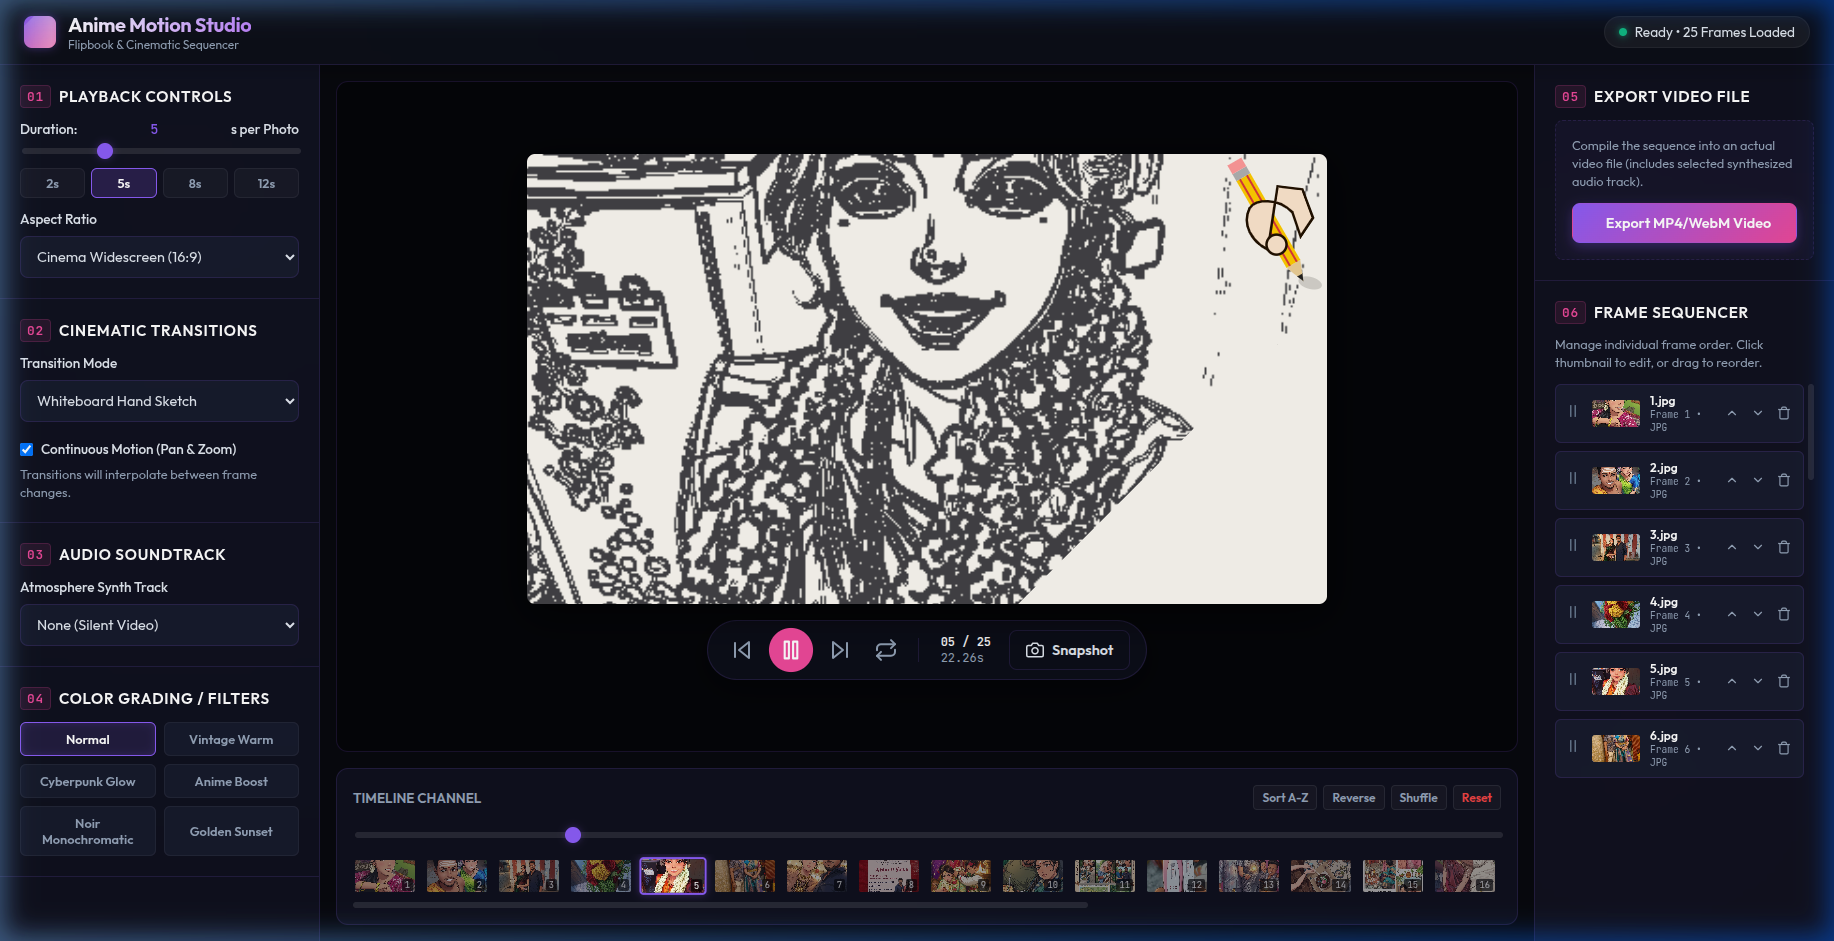 Anime Motion Studio
Flipbook & Cinematic Sequencer
Ready • 25 Frames Loaded
01 PLAYBACK CONTROLS
Duration: 5 s per Photo
2s 5s 8s 12s
Aspect Ratio
Cinema Widescreen (16:9)
02 CINEMATIC TRANSITIONS
Transition Mode
Whiteboard Hand Sketch
Continuous Motion (Pan & Zoom)
Transitions will interpolate between frame
changes.
03 AUDIO SOUNDTRACK
Atmosphere Synth Track
None (Silent Video)
04 COLOR GRADING / FILTERS
Normal Vintage Warm
Cyberpunk Glow Anime Boost
Noir
Monochromatic
Golden Sunset
05 / 25
22.26s
Snapshot
TIMELINE CHANNEL
Sort A-Z Reverse Shuffle Reset
1 2 3 4 5 6 7 8 9 10 11 12 13 14 15 16
05 EXPORT VIDEO FILE
Compile the sequence into an actual
video file (includes selected synthesized
audio track).
Export MP4/WebM Video
06 FRAME SEQUENCER
Manage individual frame order. Click
thumbnail to edit, or drag to reorder.
1.jpg
Frame 1 •
JPG
2.jpg
Frame 2 •
JPG
3.jpg
Frame 3 •
JPG
4.jpg
Frame 4 •
JPG
5.jpg
Frame 5 •
JPG
6.jpg
Frame 6 •
JPG